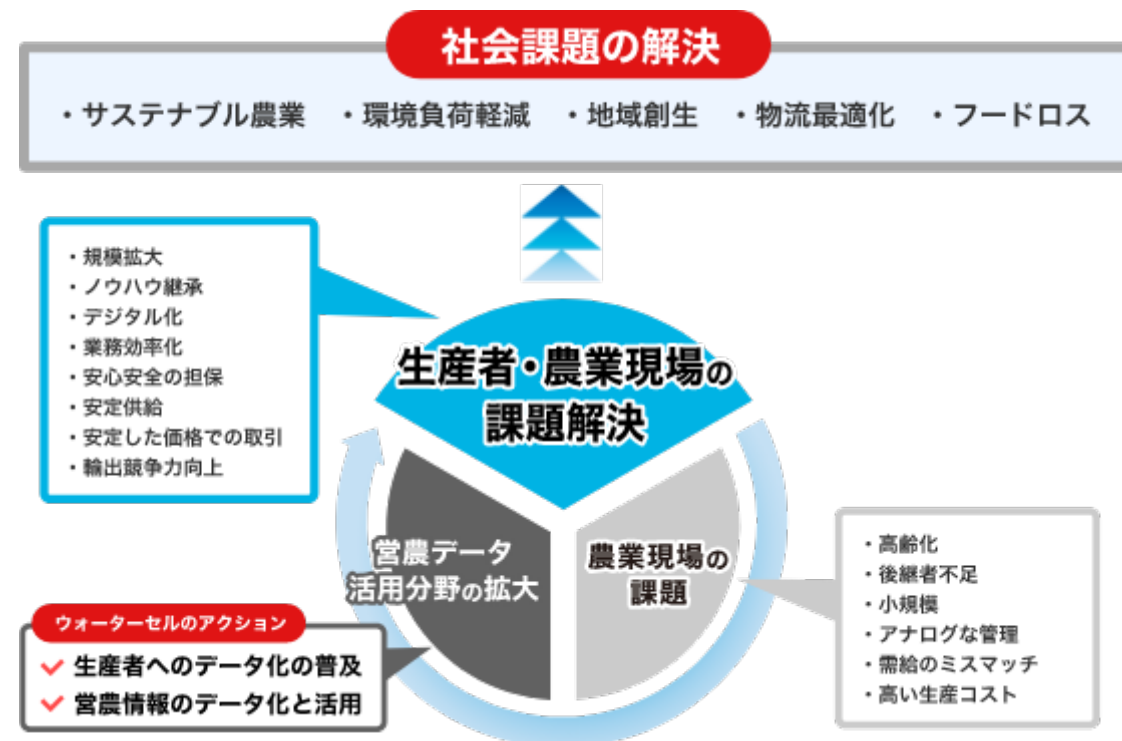 社会課題の解決
・サステナブル農業 ・環境負荷軽減 ・地域創生 ・物流最適化 ・フードロス
・規模拡大
・ノウハウ継承
・デジタル化
・業務効率化
・安心安全の担保
・安定供給
・安定した価格での取引
・輸出競争力向上
生産者・農業現場の
課題解決
営農データ
活用分野の拡大
農業現場の
課題
・高齢化
・後継者不足
・小規模
・アナログな管理
・需給のミスマッチ
・高い生産コスト
ウォーターセルのアクション
生産者へのデータ化の普及
営農情報のデータ化と活用